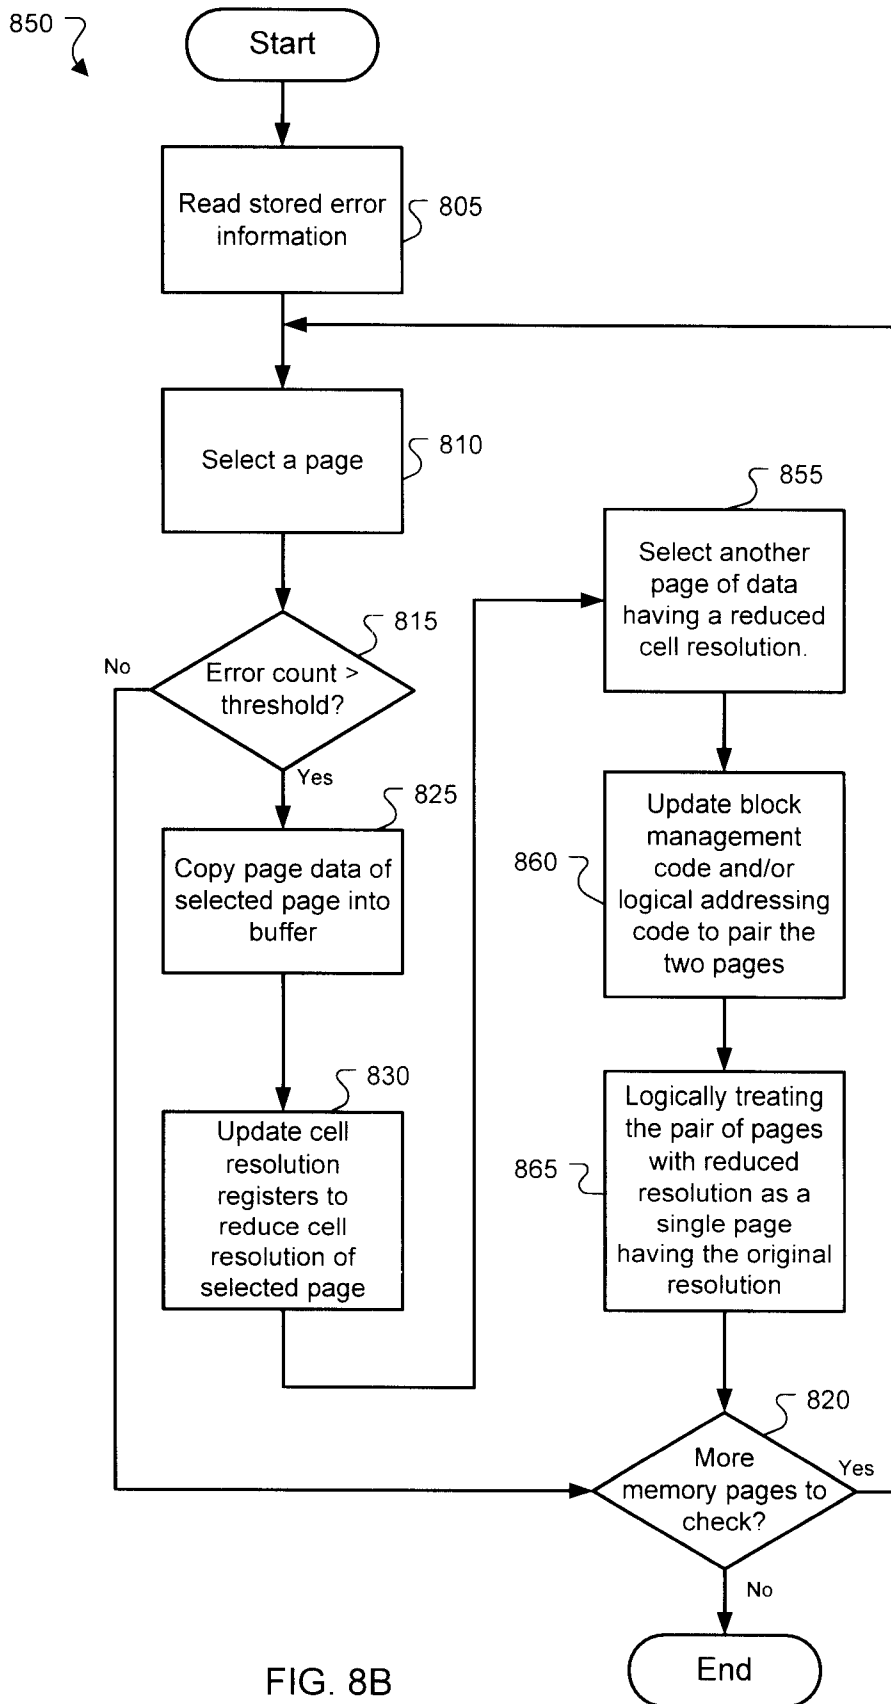 850
Start
Read stored error
information
805
Select a page
810
Error count >
threshold?
815
No
Yes
Copy page data of
selected page into
buffer
825
Update cell
resolution
registers to
reduce cell
resolution of
selected page
830
855
Select another
page of data
having a reduced
cell resolution.
860
Update block
management
code and/or
logical addressing
code to pair the
two pages
865
Logically treating
the pair of pages
with reduced
resolution as a
single page
having the original
resolution
820
More
memory pages to
check?
Yes
No
End
FIG. 8B